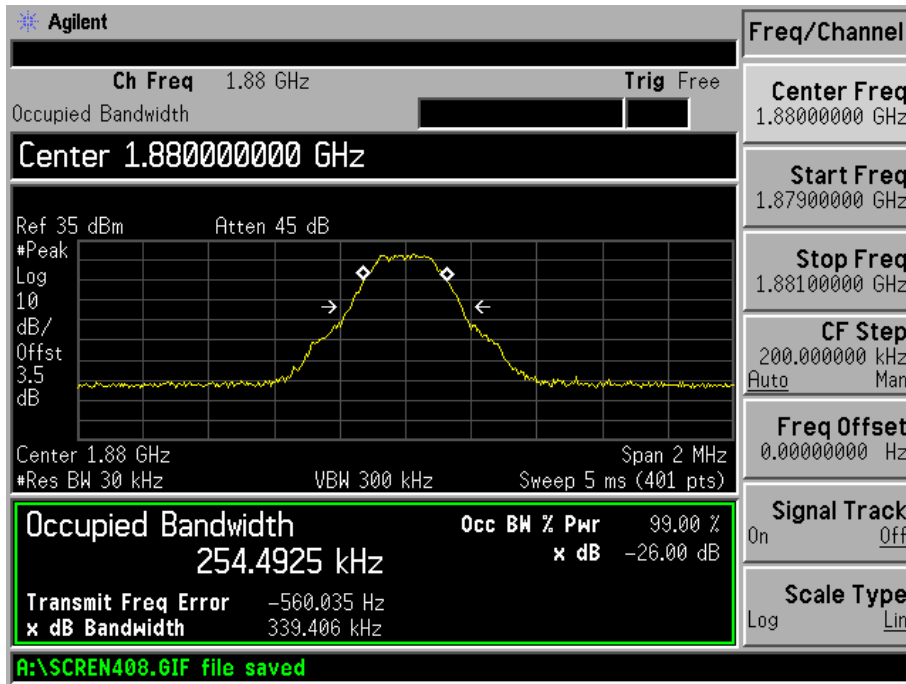 Agilent
Freq/Channel
Ch Freq 1.88 GHz Trig Free
Occupied Bandwidth
Center 1.880000000 GHz
Ref 35 dBm Atten 45 dB
#Peak
Log
10
dB/
Offst
3.5
dB
Center 1.88 GHz Span 2 MHz
#Res BW 30 kHz VBW 300 kHz Sweep 5 ms (401 pts)
Occupied Bandwidth
254.4925 kHz
Occ BW % Pwr 99.00 %
x dB -26.00 dB
Transmit Freq Error -560.035 Hz
x dB Bandwidth 339.406 kHz
A:\SCREN408.GIF file saved
Center Freq
1.88000000 GHz
Start Freq
1.87900000 GHz
Stop Freq
1.88100000 GHz
CF Step
200.000000 kHz
Auto Man
Freq Offset
0.00000000 Hz
Signal Track
On Off
Scale Type
Log Lin